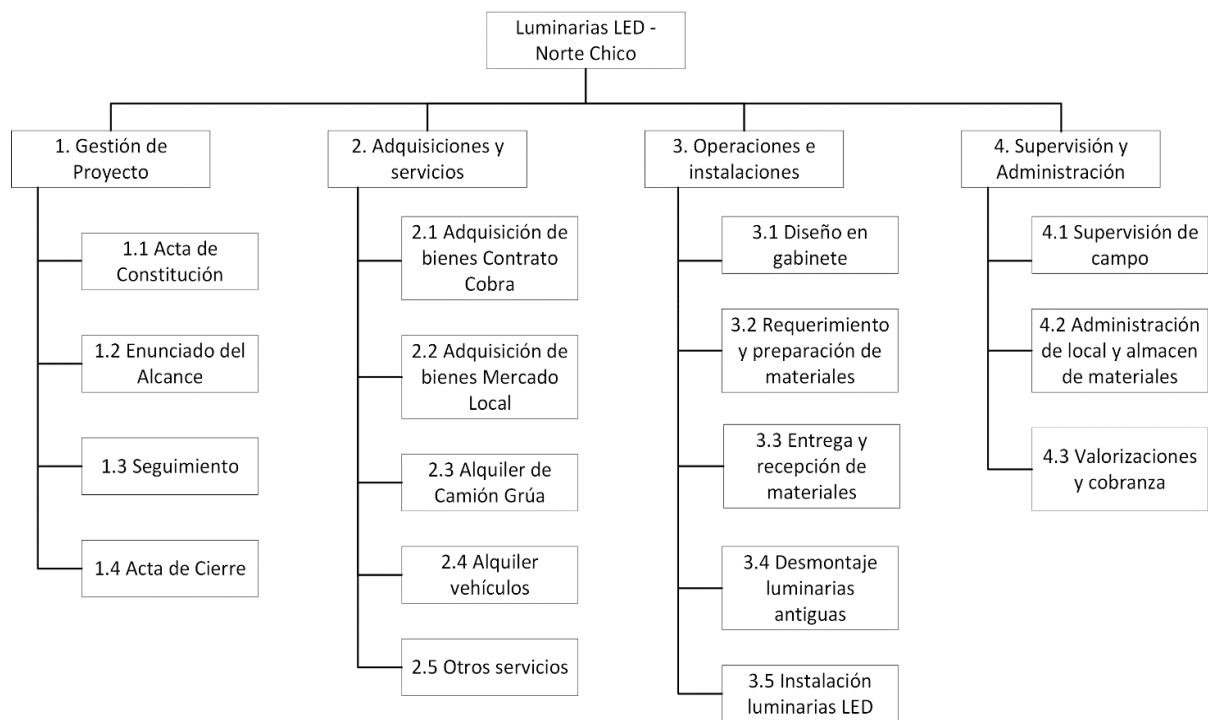 Luminarias LED -
Norte Chico
1. Gestión de
Proyecto
1.1 Acta de
Constitución
1.2 Enunciado del
Alcance
1.3 Seguimiento
1.4 Acta de Cierre
2. Adquisiciones y
servicios
2.1 Adquisición de
bienes Contrato
Cobra
2.2 Adquisición de
bienes Mercado
Local
2.3 Alquiler de
Camión Grúa
2.4 Alquiler
vehículos
2.5 Otros servicios
3. Operaciones e
instalaciones
3.1 Diseño en
gabinete
3.2 Requerimiento
y preparación de
materiales
3.3 Entrega y
recepción de
materiales
3.4 Desmontaje
luminarias
antiguas
3.5 Instalación
luminarias LED
4. Supervisión y
Administración
4.1 Supervisión de
campo
4.2 Administración
de local y almacen
de materiales
4.3 Valorizaciones
y cobranza